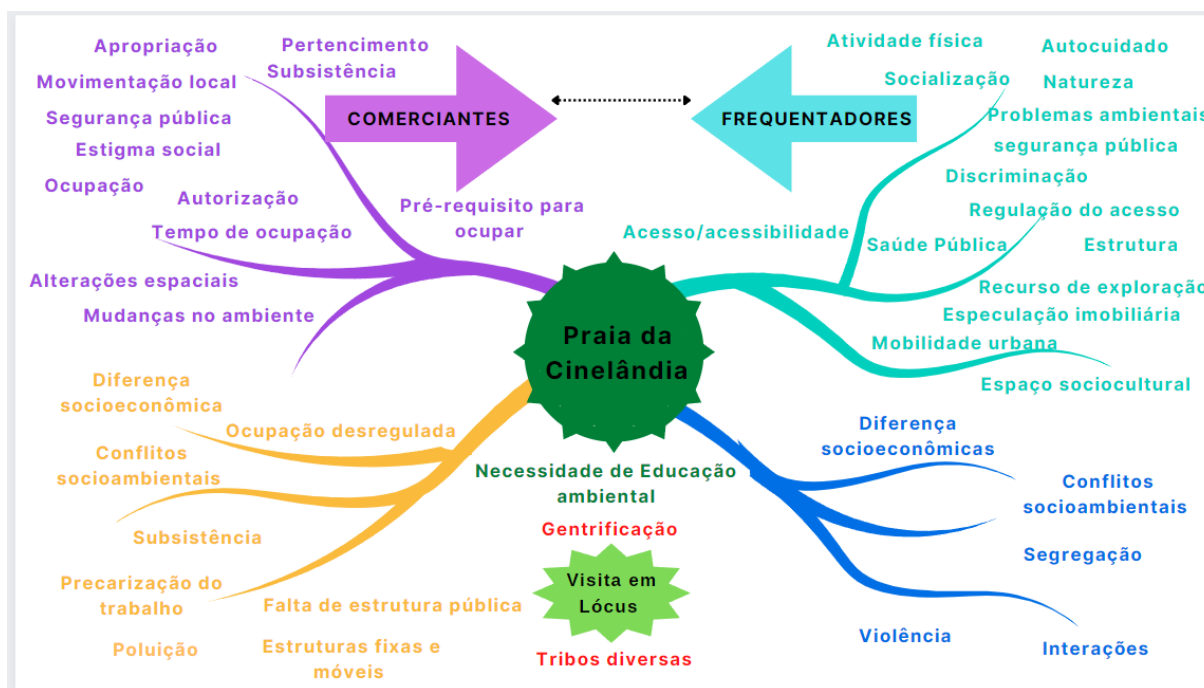 Apropriação
Pertencimento
Subsistência
Movimentação local
COMERCIANTES
Segurança pública
Estigma social
Ocupação
Autorização
Tempo de ocupação
Pré-requisito para
ocupar
Alterações espaciais
Mudanças no ambiente
Atividade física
Autocuidado
Socialização
Natureza
FREQUENTADORES
Problemas ambientais
segurança pública
Discriminação
Regulação do acesso
Acesso/acessibilidade
Saúde Pública
Estrutura
Recurso de exploração
Especulação imobiliária
Mobilidade urbana
Espaço sociocultural
Praia da
Cinelândia
Diferença
socioeconômica
Ocupação desregulada
Conflitos
socioambientais
Subsistência
Precarização do
trabalho
Falta de estrutura pública
Poluição
Estruturas fixas e
móveis
Necessidade de Educação
ambiental
Gentrificação
Visita em
Lócus
Tribos diversas
Diferença
socioeconômicas
Conflitos
socioambientais
Segregação
Violência
Interações